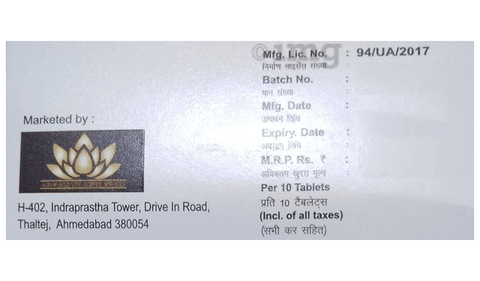 1mg
Mfg. Lic. No. : 94/UA/2017
निर्माण लाइसेंस संख्या
Batch No. :
घान संख्या
Mfg. Date :
उत्पादन तिथि
Expiry. Date :
अवसान तिथि
M.R.P. Rs. ₹ :
अधिकतम खुदरा मूल्य
Per 10 Tablets
प्रति 10 टैबलेट्स
(Incl. of all taxes)
(सभी कर सहित)
Marketed by :
H-402, Indraprastha Tower, Drive In Road,
Thaltej, Ahmedabad 380054